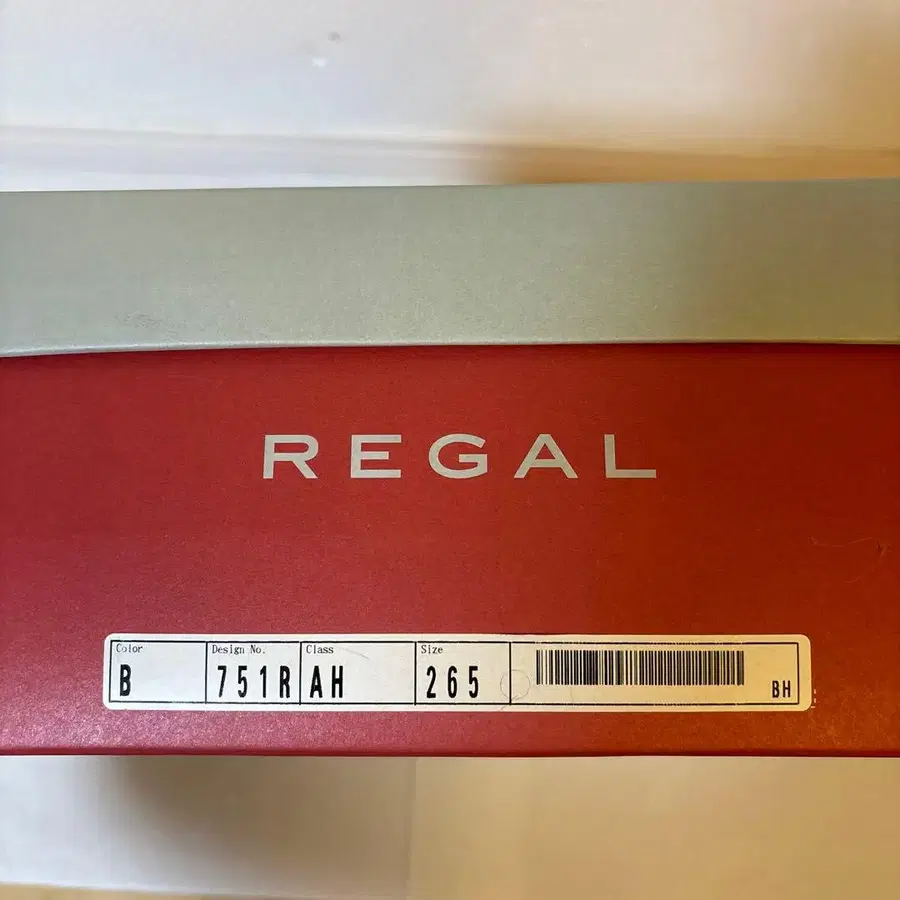 REGAL
Color Design No. Class Size
B 751R AH 265 BH